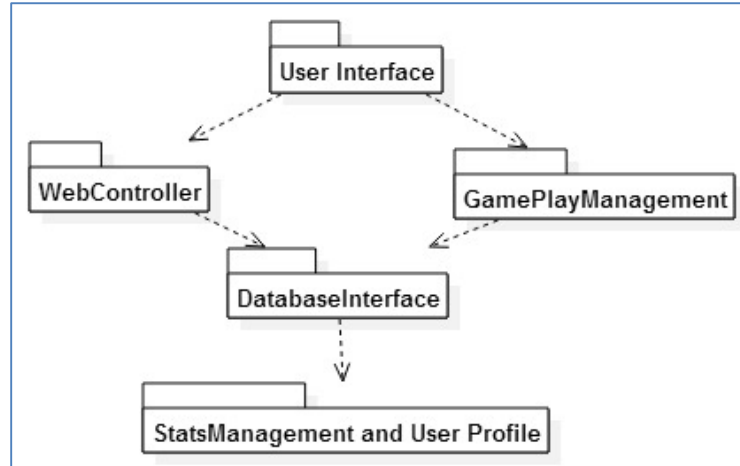 User Interface
WebController
GamePlayManagement
DatabaseInterface
StatsManagement and User Profile